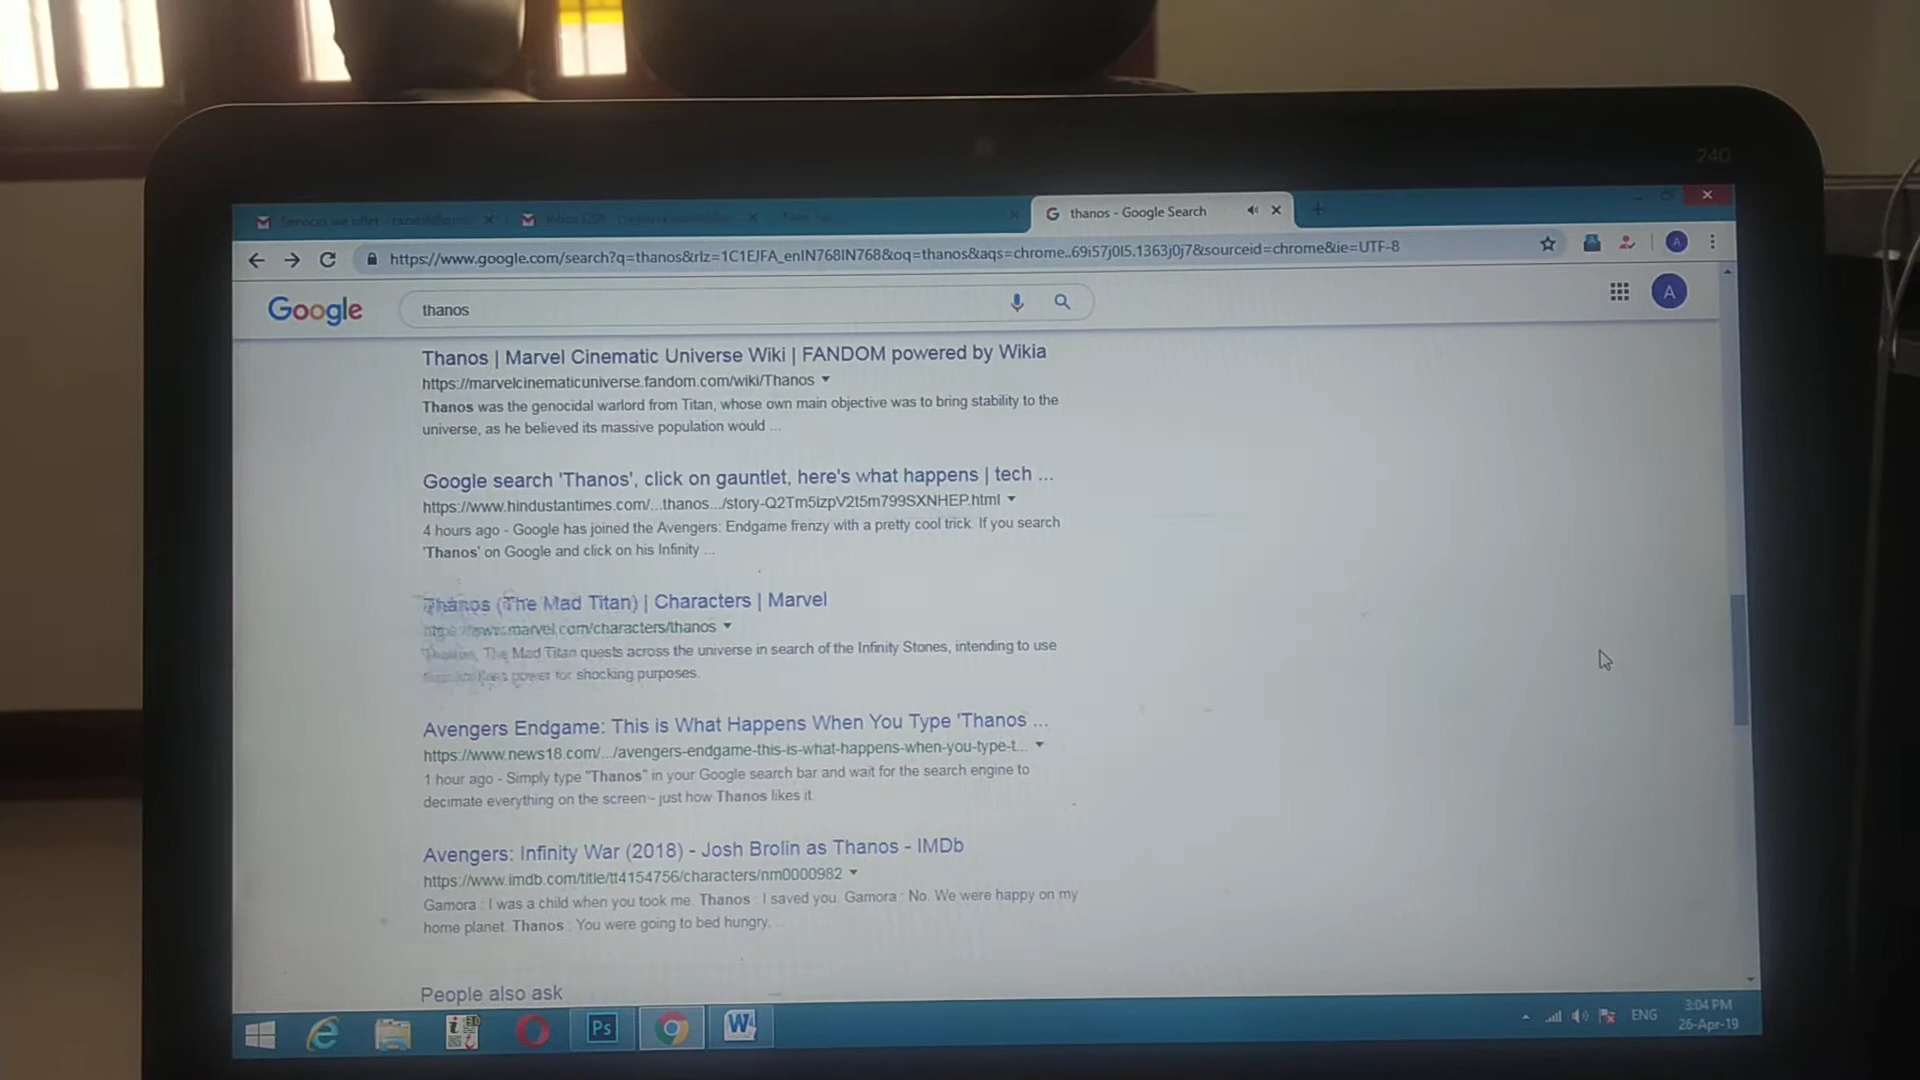 240
thanos - Google Search
https://www.google.com/search?q=thanos&rlz=1C1EJFA_enIN768IN768&oq=thanos&aqs=chrome..69i57j0l5.1363j0j7&sourceid=chrome&ie=UTF-8
A
Google
thanos
A
Thanos | Marvel Cinematic Universe Wiki | FANDOM powered by Wikia
https://marvelcinematicuniverse.fandom.com/wiki/Thanos
Thanos was the genocidal warlord from Titan, whose own main objective was to bring stability to the
universe, as he believed its massive population would ...
Google search 'Thanos', click on gauntlet, here's what happens | tech ...
https://www.hindustantimes.com/...thanos.../story-Q2Tm5izpV2t5m799SXNHEP.html
4 hours ago - Google has joined the Avengers: Endgame frenzy with a pretty cool trick. If you search
'Thanos' on Google and click on his Infinity ...
Thanos (The Mad Titan) | Characters | Marvel
marvel.com/characters/thanos
The Mad Titan quests across the universe in search of the Infinity Stones, intending to use
power for shocking purposes.
Avengers Endgame: This is What Happens When You Type 'Thanos ...
https://www.news18.com/.../avengers-endgame-this-is-what-happens-when-you-type-t...
1 hour ago - Simply type "Thanos" in your Google search bar and wait for the search engine to
decimate everything on the screen - just how Thanos likes it
Avengers: Infinity War (2018) - Josh Brolin as Thanos - IMDb
https://www.imdb.com/title/tt4154756/characters/nm0000982
Gamora : I was a child when you took me. Thanos : I saved you. Gamora : No. We were happy on my
home planet. Thanos : You were going to bed hungry, ...
People also ask
Ps
W
ENG
3:04 PM
26-Apr-19